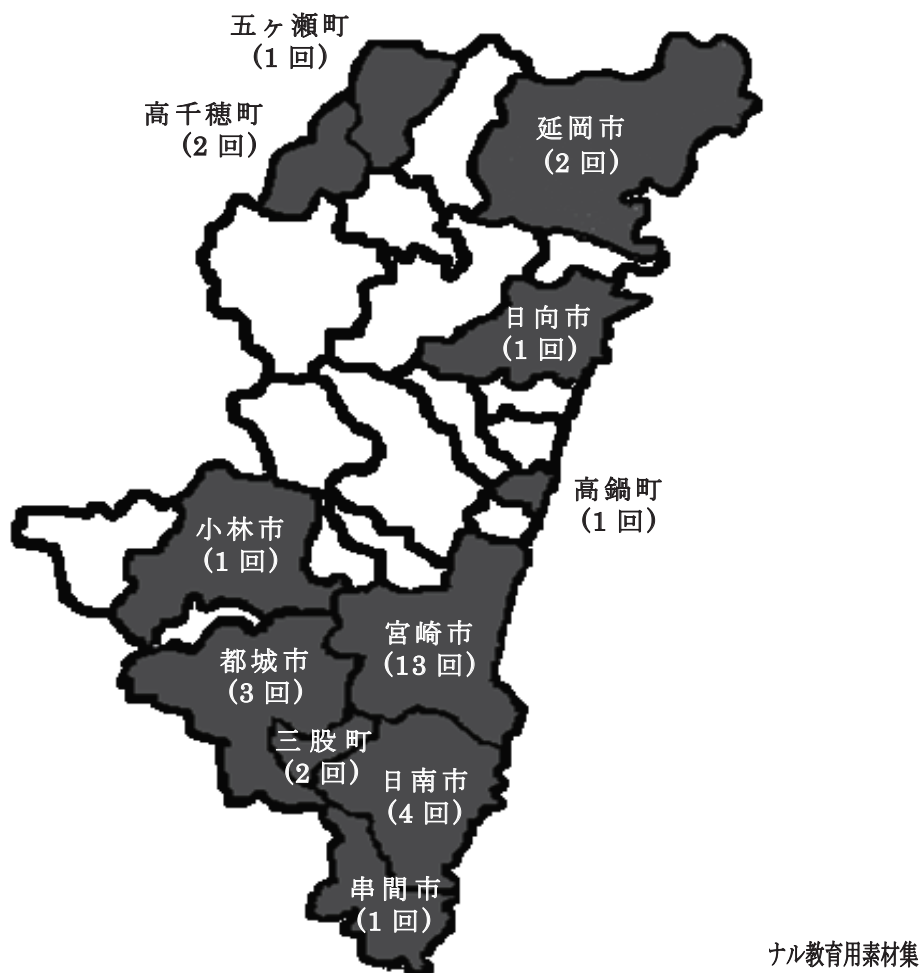 五ヶ瀬町
(1 回)
高千穂町
(2 回)
延岡市
(2 回)
日向市
(1 回)
高鍋町
(1 回)
小林市
(1 回)
宮崎市
(13 回)
都城市
(3 回)
三股町
(2 回)
日南市
(4 回)
串間市
(1 回)
ナル教育用素材集